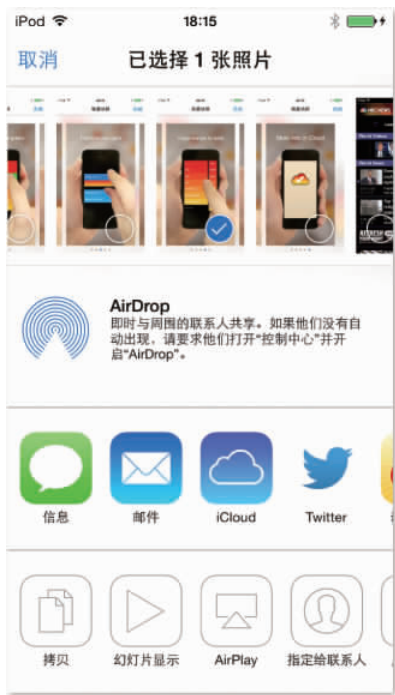 iPod 18:15
取消 已选择 1 张照片
AirDrop
即时与周围的联系人共享。如果他们没有自
动出现，请要求他们打开“控制中心”并开
启“AirDrop”。
信息 邮件 iCloud Twitter
拷贝 幻灯片显示 AirPlay 指定给联系人